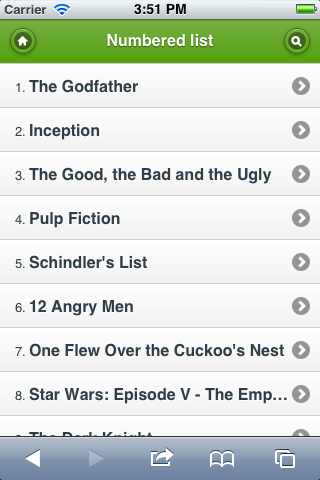 Carrier 3:51 PM
Numbered list
1. The Godfather
2. Inception
3. The Good, the Bad and the Ugly
4. Pulp Fiction
5. Schindler's List
6. 12 Angry Men
7. One Flew Over the Cuckoo's Nest
8. Star Wars: Episode V - The Emp...
9. The Dark Knight